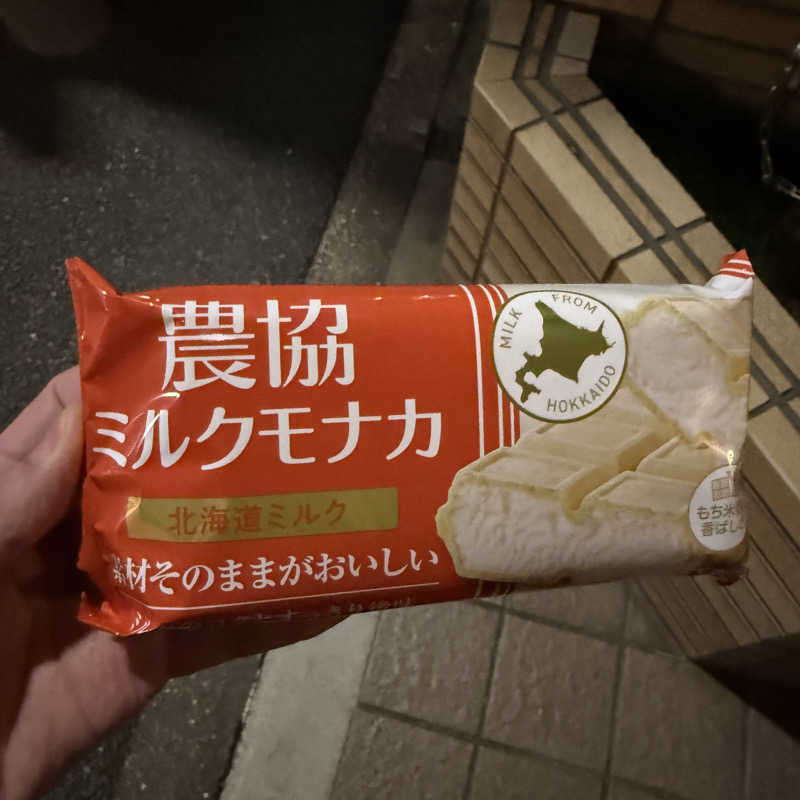 農協
ミルクモナカ
北海道ミルク
素材そのままがおいしい
MILK FROM
HOKKAIDO
もち米
香ばし